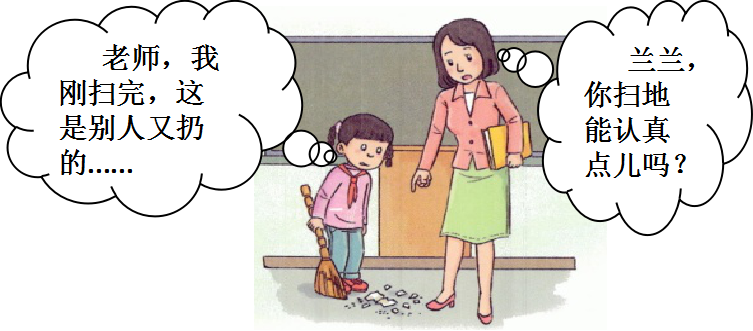 老师，我
刚扫完，这
是别人又扔
的……
兰兰，
你扫地
能认真
点儿吗？